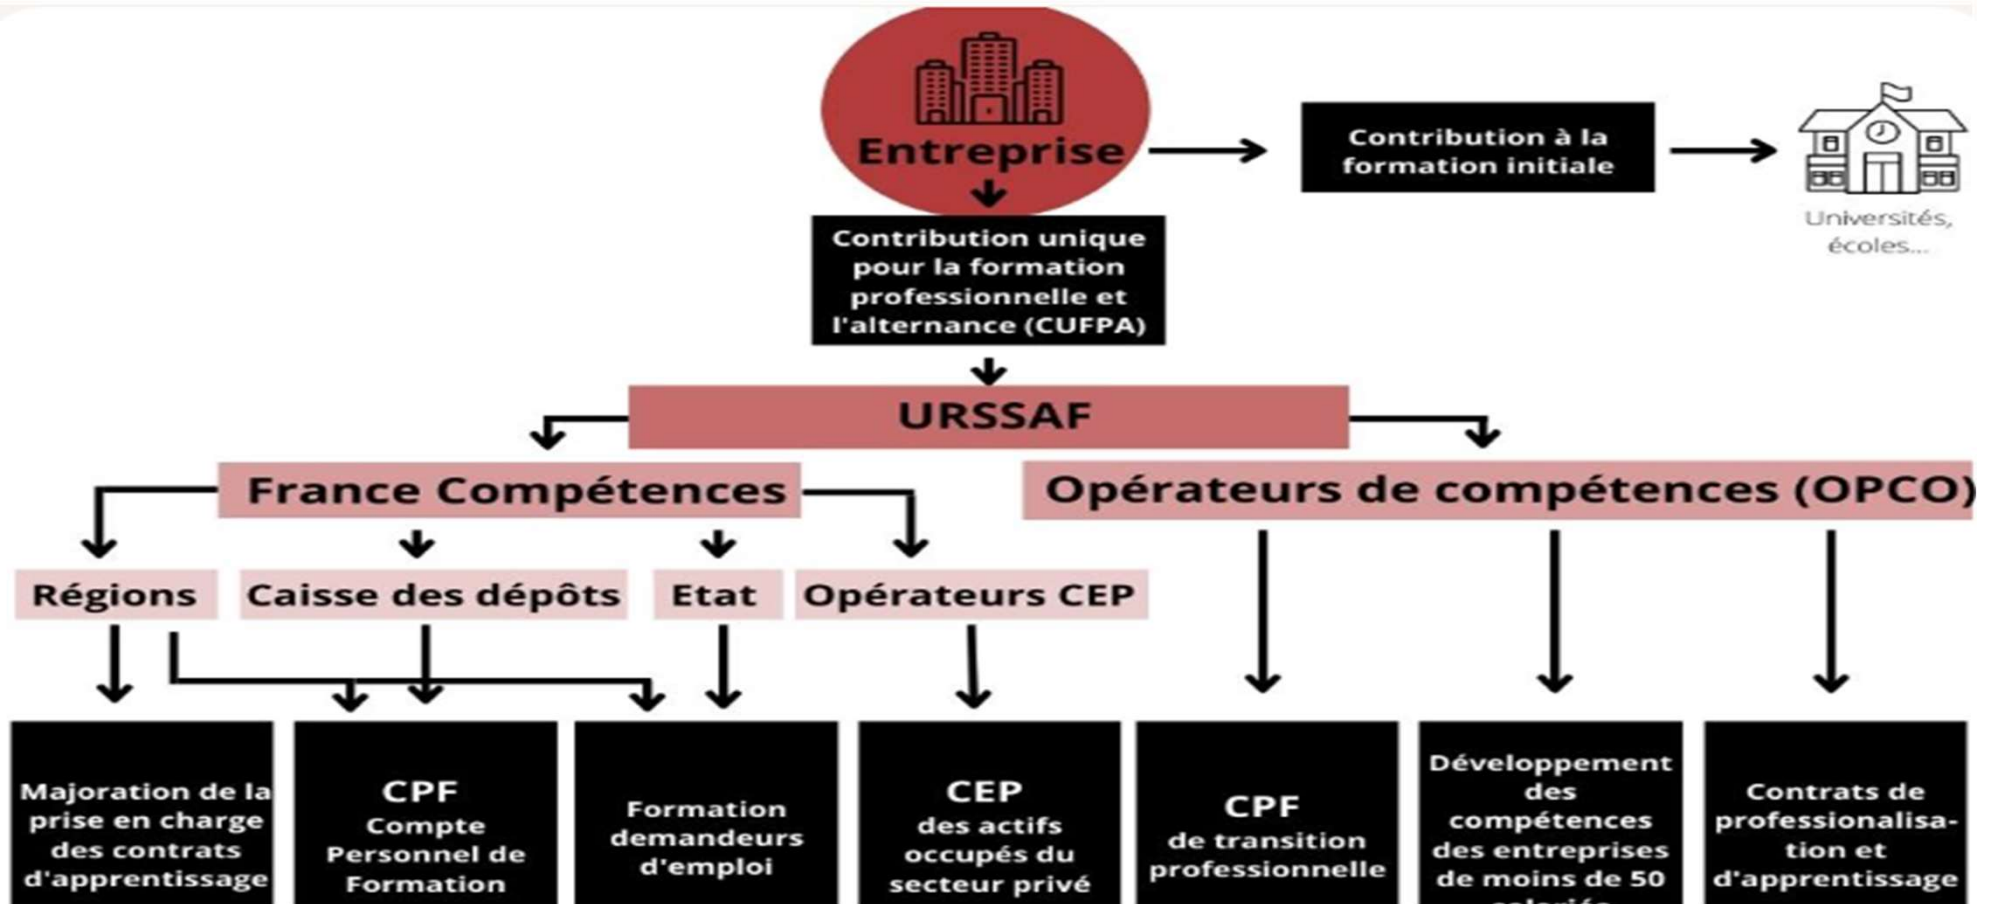 Entreprise
Contribution à la
formation initiale
Universités,
écoles...
Contribution unique
pour la formation
professionnelle et
l'alternance (CUFPA)
URSSAF
France Compétences
Opérateurs de compétences (OPCO)
Régions
Caisse des dépôts
Etat
Opérateurs CEP
Majoration de la
prise en charge
des contrats
d'apprentissage
CPF
Compte
Personnel de
Formation
Formation
demandeurs
d'emploi
CEP
des actifs
occupés du
secteur privé
CPF
de transition
professionnelle
Développement
des
compétences
des entreprises
de moins de 50
Contrats de
professionalisa-
tion et
d'apprentissage